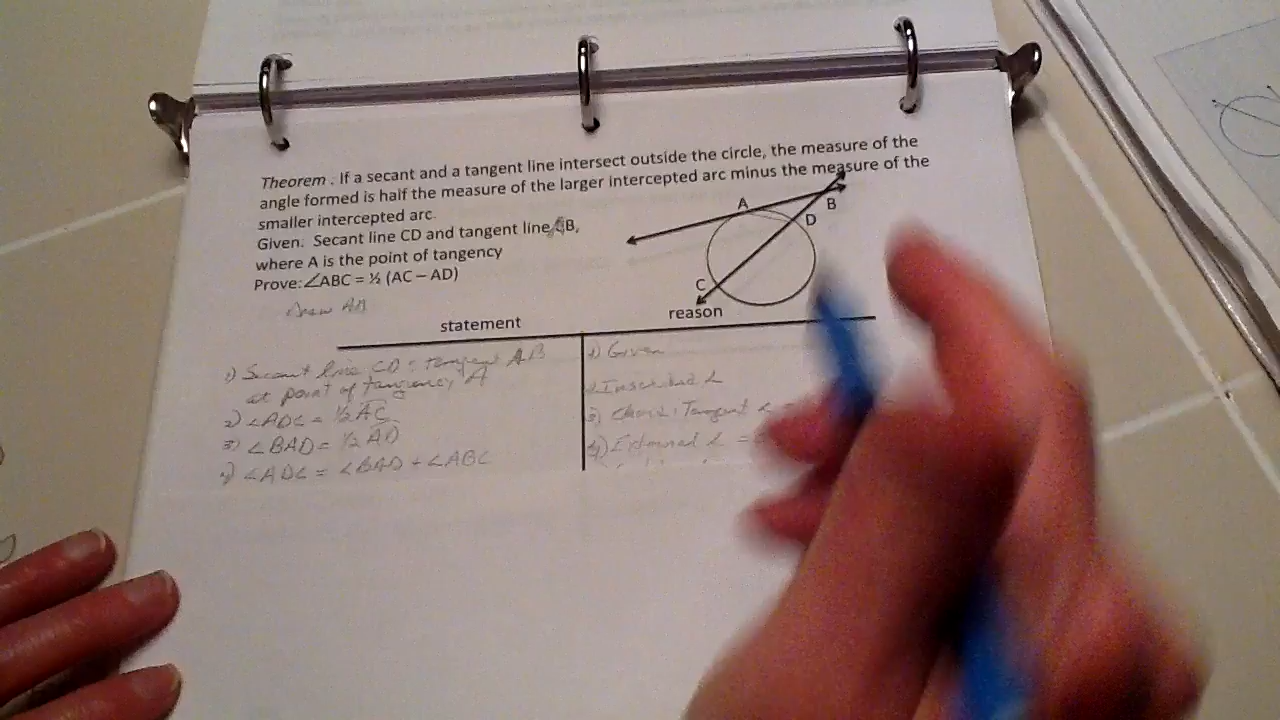 Theorem. If a secant and a tangent line intersect outside the circle, the measure of the
angle formed is half the measure of the larger intercepted arc minus the measure of the
smaller intercepted arc.
Given. Secant line CD and tangent line AB,
where A is the point of tangency
Prove: ∠ABC = ½ (AC – AD)
A
B
D
C
Draw AD
statement
reason
1) Secant line CD : tangent AB
at point of tangency A
1) Given
2) ∠ADC = ½ AC
2) Inscribed ∠
3) ∠BAD = ½ AD
3) Chord : Tangent ∠
4) ∠ADC = ∠BAD + ∠ABC
4) External ∠ =